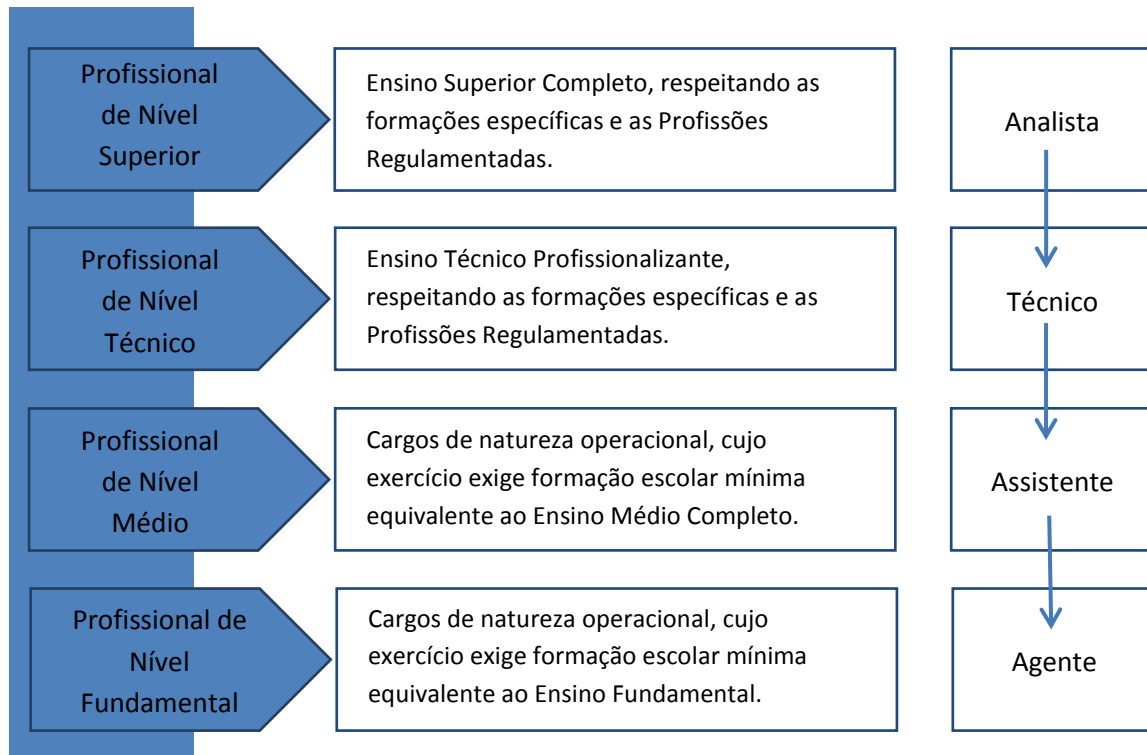 Profissional
de Nível
Superior
Ensino Superior Completo, respeitando as
formações específicas e as Profissões
Regulamentadas.
Analista
Profissional
de Nível
Técnico
Ensino Técnico Profissionalizante,
respeitando as formações específicas e as
Profissões Regulamentadas.
Técnico
Profissional
de Nível
Médio
Cargos de natureza operacional, cujo
exercício exige formação escolar mínima
equivalente ao Ensino Médio Completo.
Assistente
Profissional de
Nível
Fundamental
Cargos de natureza operacional, cujo
exercício exige formação escolar mínima
equivalente ao Ensino Fundamental.
Agente